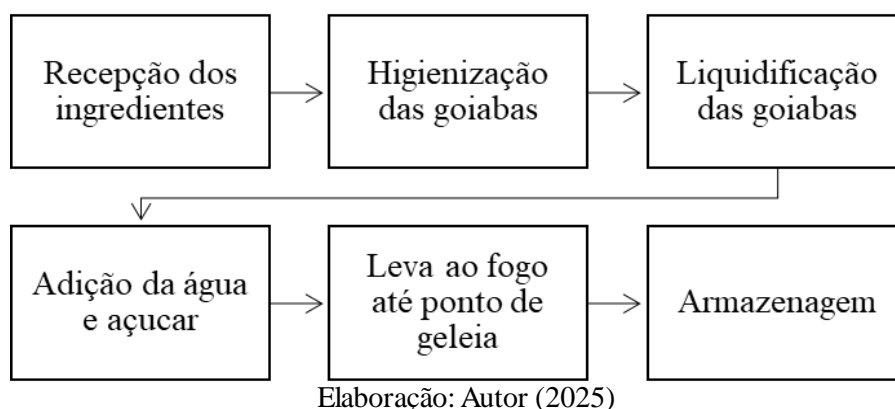 Recepção dos
ingredientes
Higienização
das goiabas
Liquidificação
das goiabas
Adição da água
e açucar
Leva ao fogo
até ponto de
geleia
Armazenagem
Elaboração: Autor (2025)